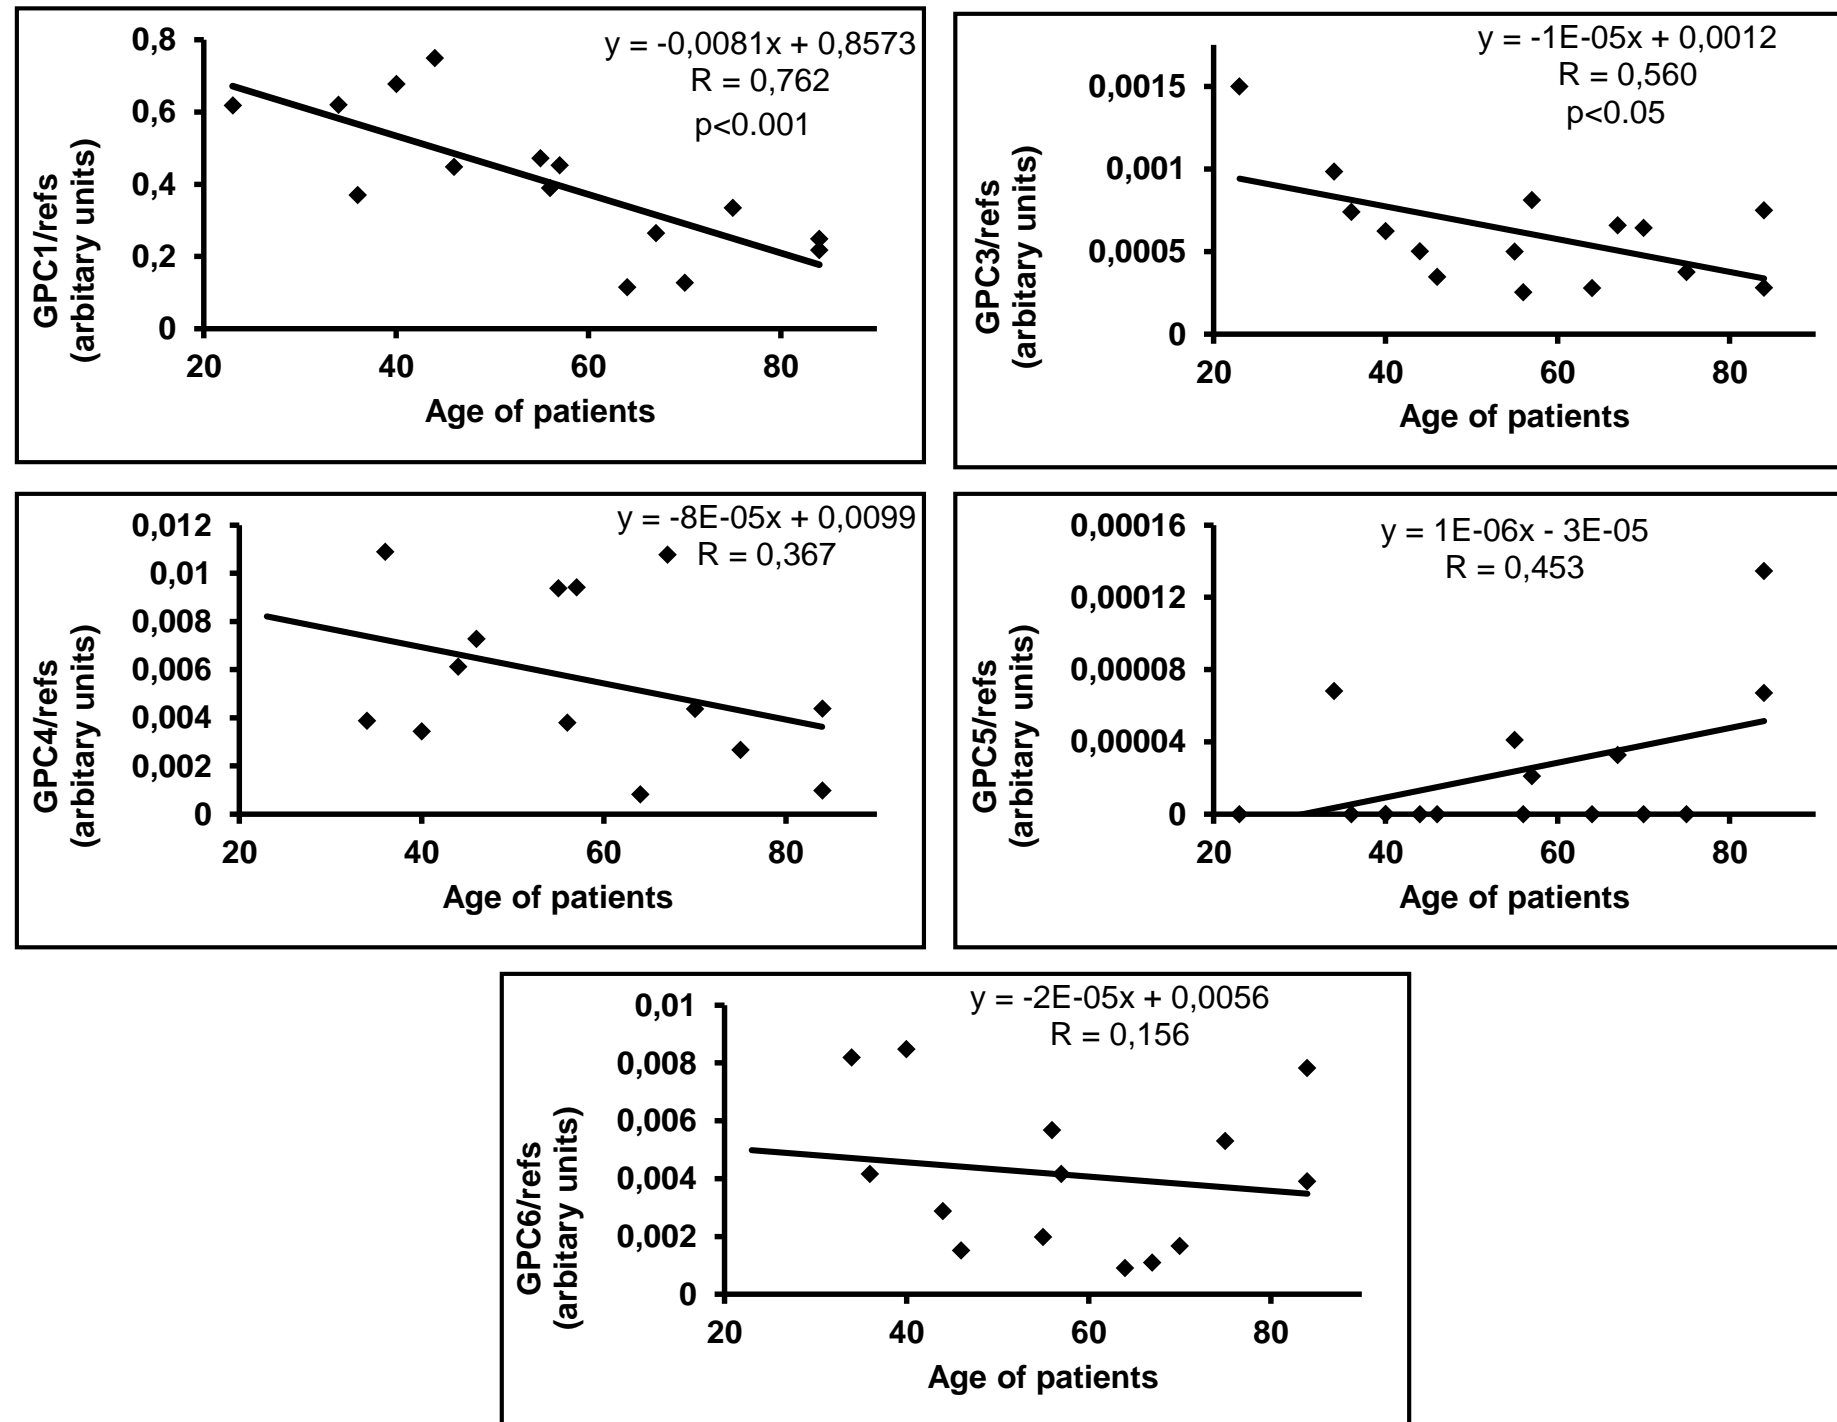 0,8
0,6
0,4
0,2
0
20 40 60 80
GPC1/refs
(arbitary units)
Age of patients
y = -0,0081x + 0,8573
R = 0,762
p<0.001
0,0015
0,001
0,0005
0
20 40 60 80
GPC3/refs
(arbitary units)
Age of patients
y = -1E-05x + 0,0012
R = 0,560
p<0.05
0,012
0,01
0,008
0,006
0,004
0,002
0
20 40 60 80
GPC4/refs
(arbitary units)
Age of patients
y = -8E-05x + 0,0099
R = 0,367
0,00016
0,00012
0,00008
0,00004
0
20 40 60 80
GPC5/refs
(arbitary units)
Age of patients
y = 1E-06x - 3E-05
R = 0,453
0,01
0,008
0,006
0,004
0,002
0
20 40 60 80
GPC6/refs
(arbitary units)
Age of patients
y = -2E-05x + 0,0056
R = 0,156